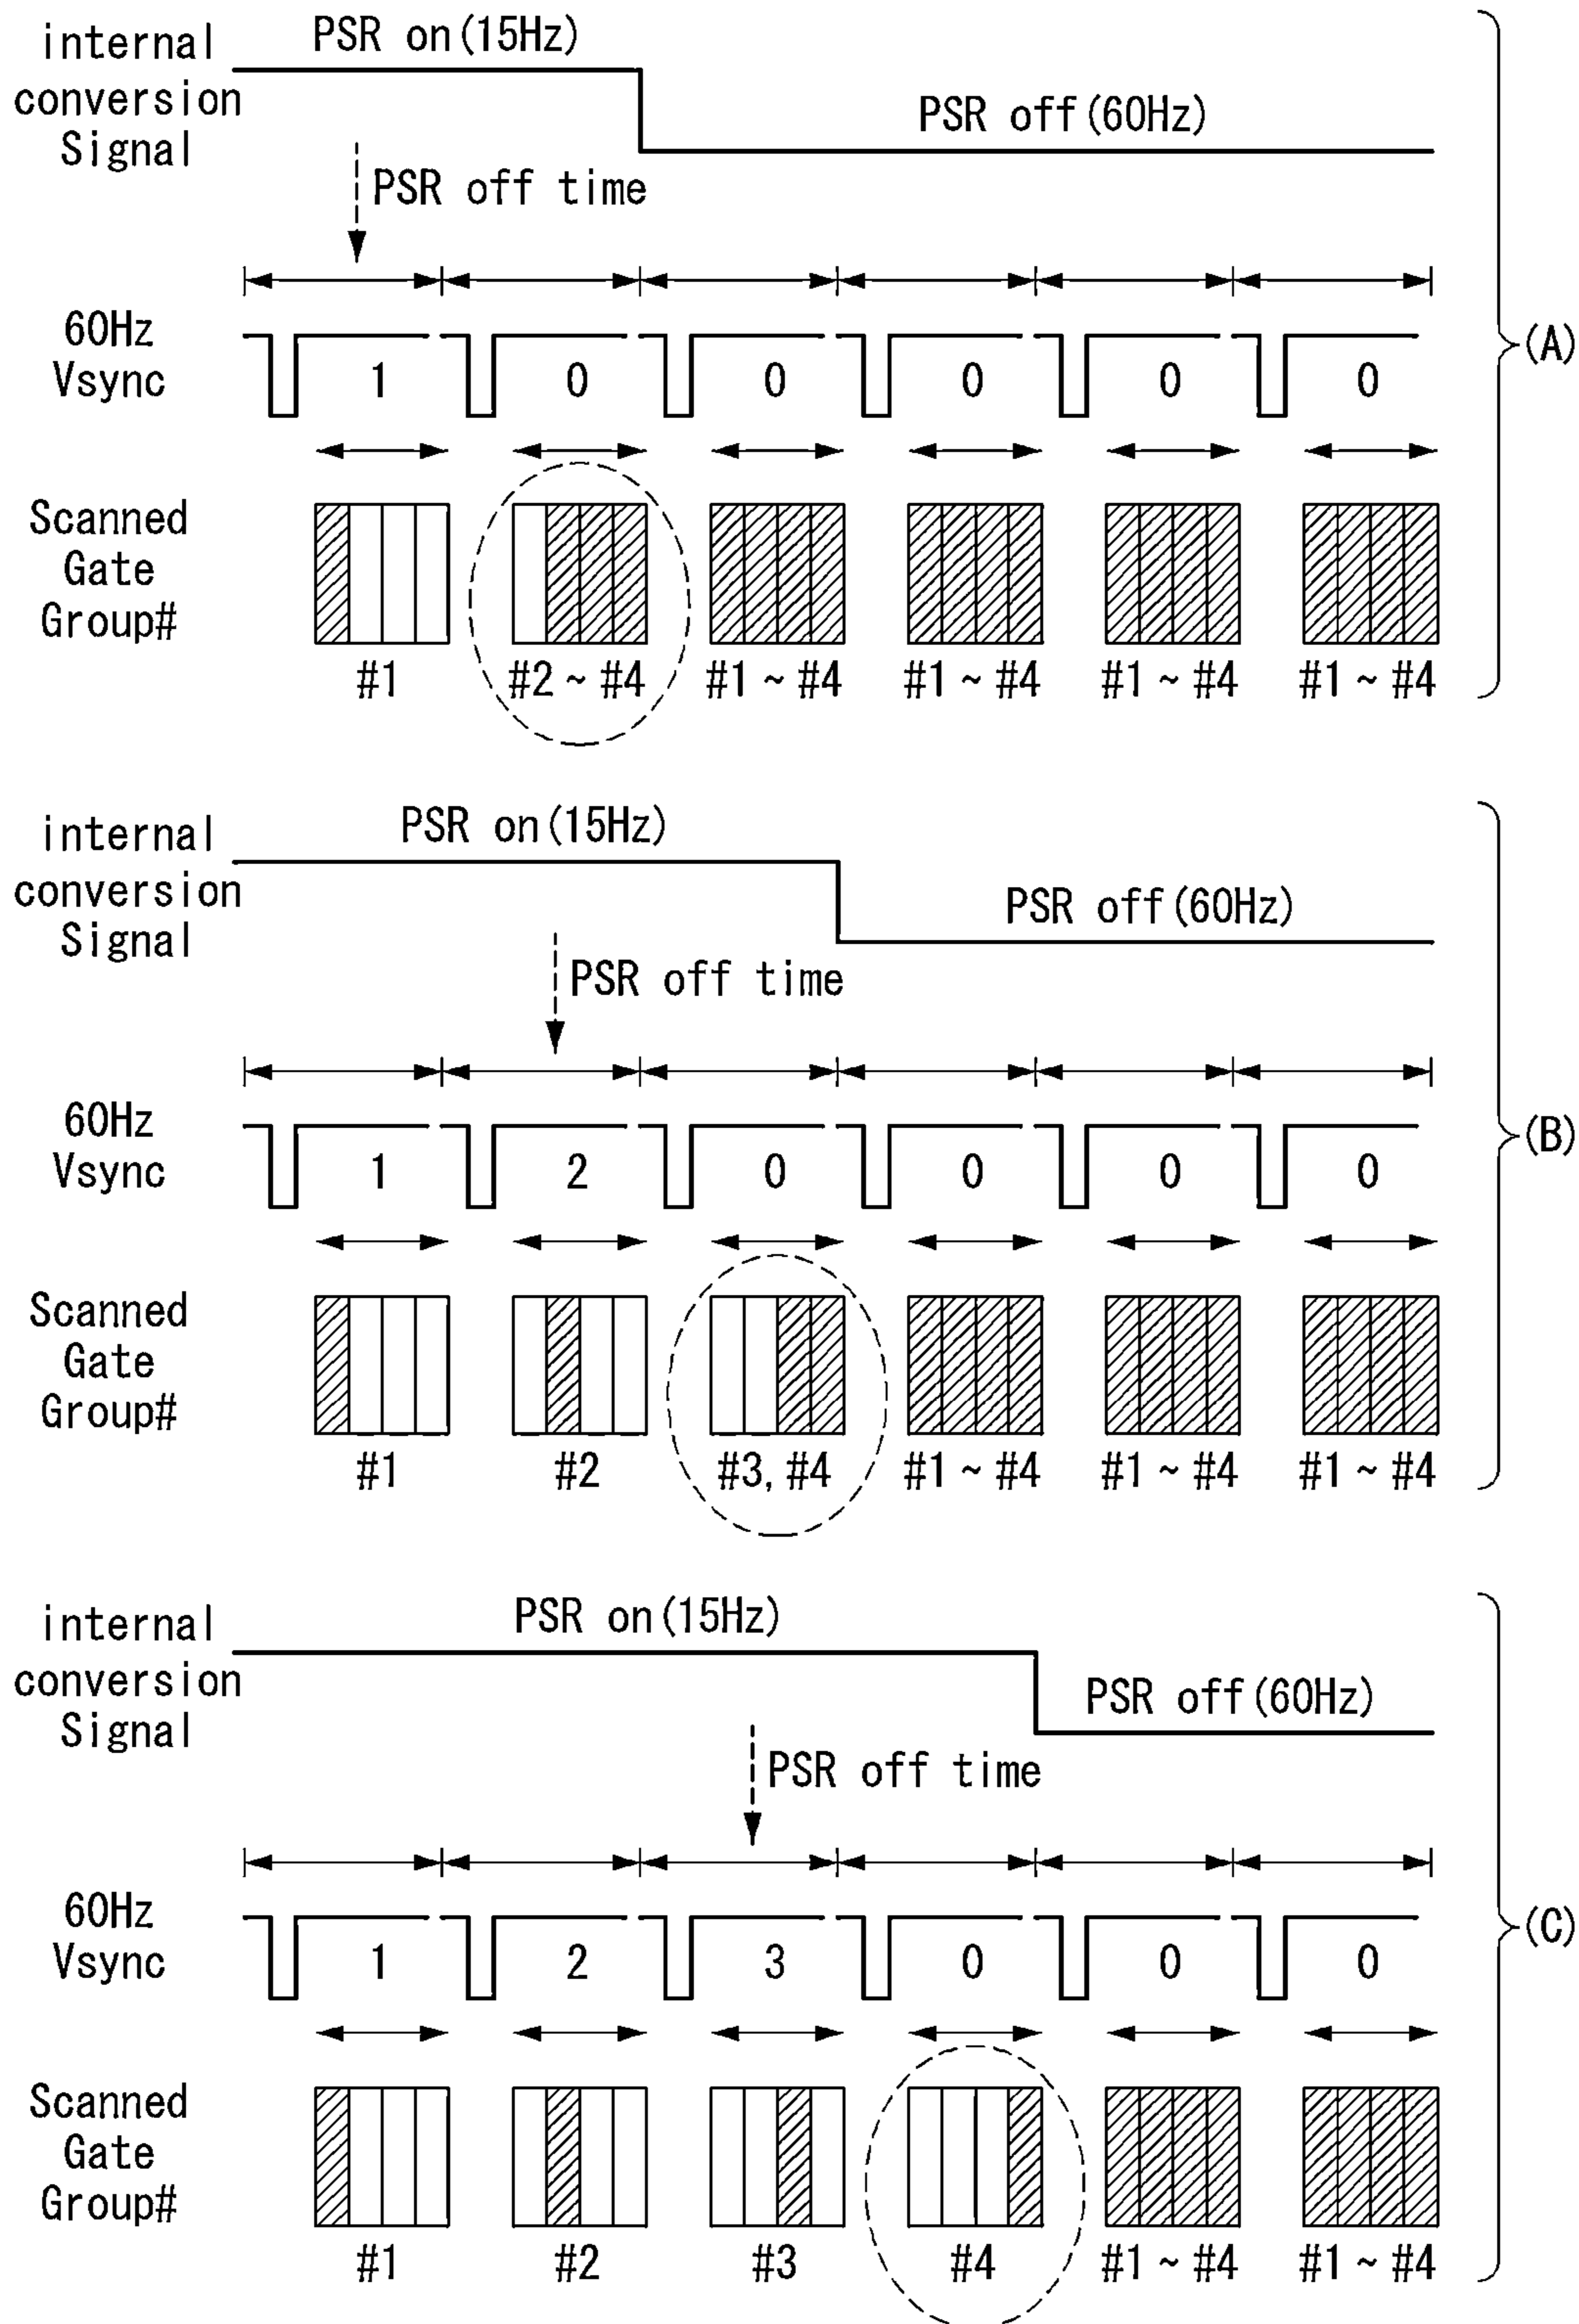 internal
conversion
Signal
PSR on(15Hz)
PSR off(60Hz)
PSR off time
60Hz
Vsync
1 0 0 0 0 0
(A)
Scanned
Gate
Group#
#1 #2 ~ #4 #1 ~ #4 #1 ~ #4 #1 ~ #4 #1 ~ #4
internal
conversion
Signal
PSR on(15Hz)
PSR off(60Hz)
PSR off time
60Hz
Vsync
1 2 0 0 0 0
(B)
Scanned
Gate
Group#
#1 #2 #3, #4 #1 ~ #4 #1 ~ #4 #1 ~ #4
internal
conversion
Signal
PSR on(15Hz)
PSR off(60Hz)
PSR off time
60Hz
Vsync
1 2 3 0 0 0
(C)
Scanned
Gate
Group#
#1 #2 #3 #4 #1 ~ #4 #1 ~ #4